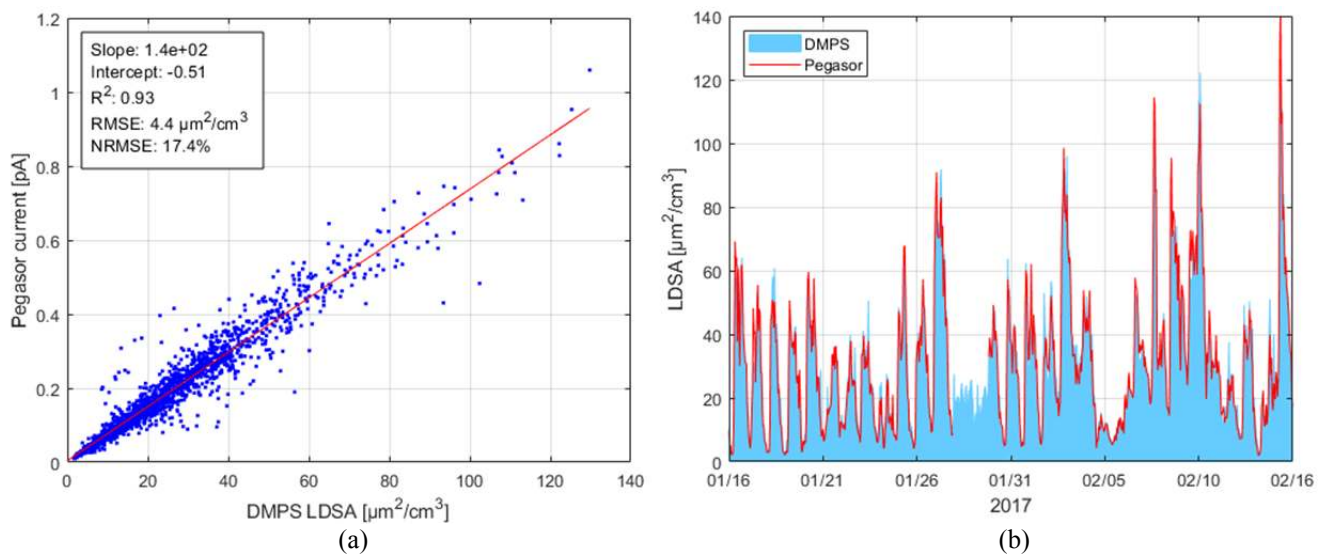 1.2
1
0.8
0.6
0.4
0.2
0
Pegasor current [pA]
Slope: 1.4e+02
Intercept: -0.51
R²: 0.93
RMSE: 4.4 µm²/cm³
NRMSE: 17.4%
0 20 40 60 80 100 120 140
DMPS LDSA [µm²/cm³]
(a)
140
120
100
80
60
40
20
0
LDSA [µm²/cm³]
DMPS
Pegasor
01/16 01/21 01/26 01/31 02/05 02/10 02/16
2017
(b)